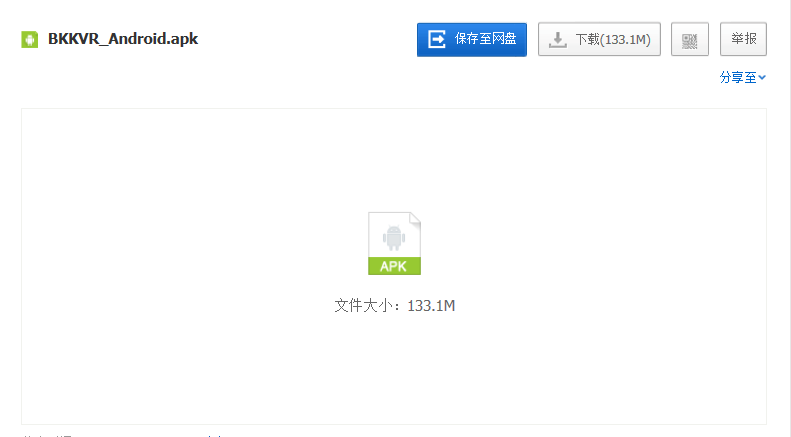 BKKVR_Android.apk
保存至网盘
下载(133.1M)
举报
分享至
APK
文件大小：133.1M